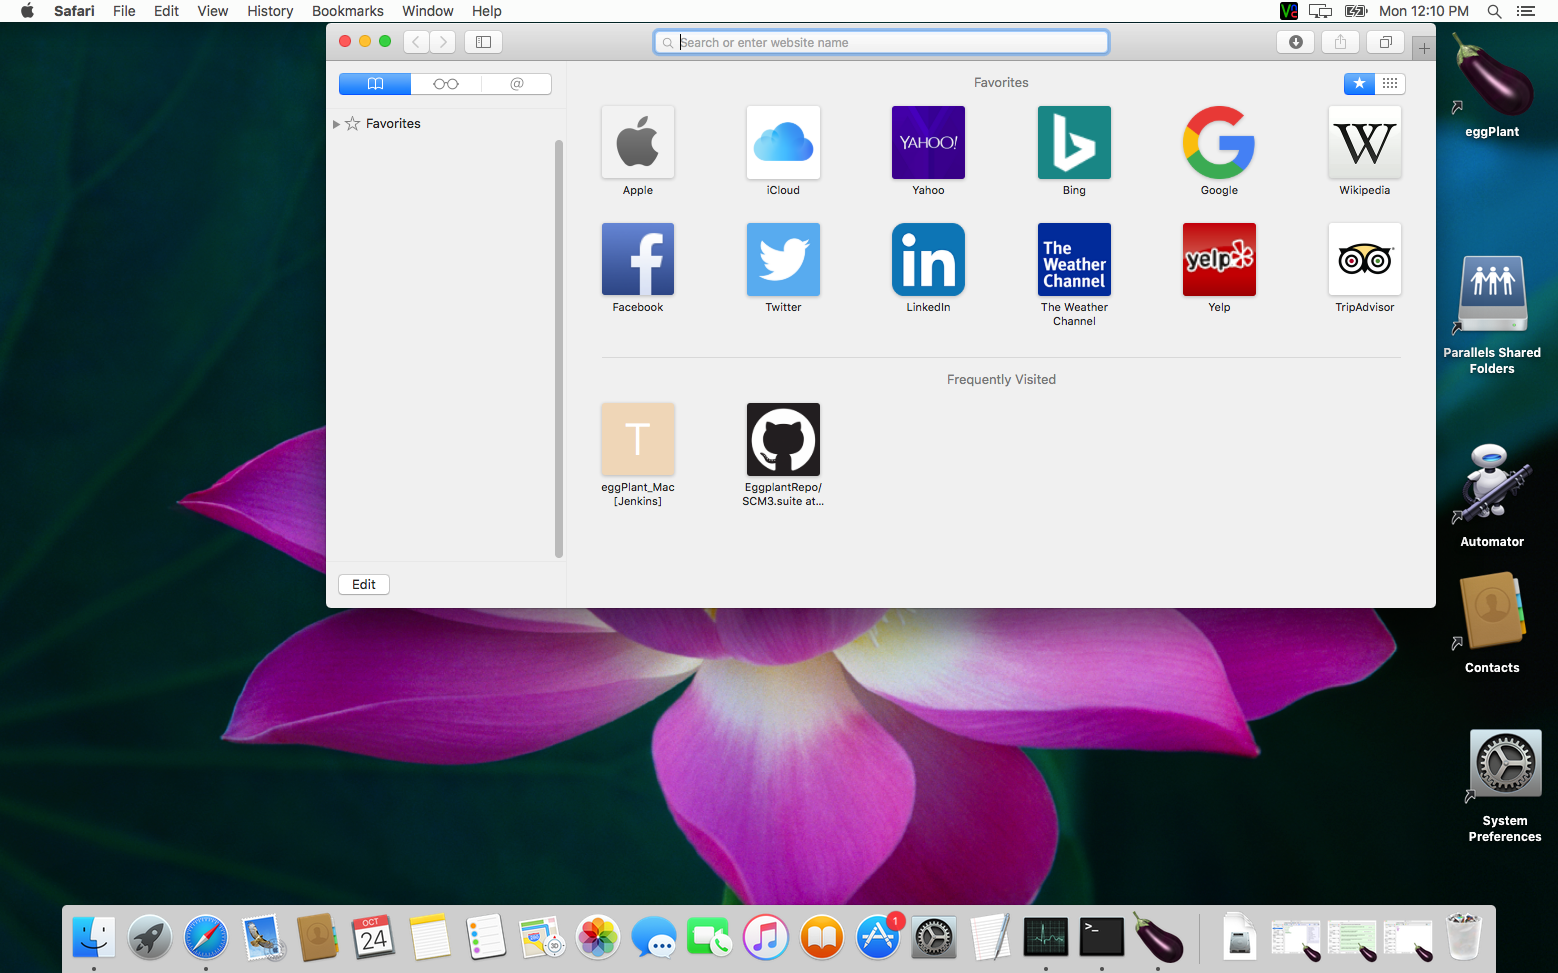 Safari File Edit View History Bookmarks Window Help
Mon 12:10 PM
Search or enter website name
@
Favorites
Edit
Favorites
YAHOO!
W
Apple
iCloud
Yahoo
Bing
Google
Wikipedia
in
The
Weather
Channel
yelp
Facebook
Twitter
LinkedIn
The Weather
Channel
Yelp
TripAdvisor
Frequently Visited
T
eggPlant_Mac
[Jenkins]
EggplantRepo/
SCM3.suite at...
eggPlant
Parallels Shared
Folders
Automator
Contacts
System
Preferences
OCT
24
3D
1
>_